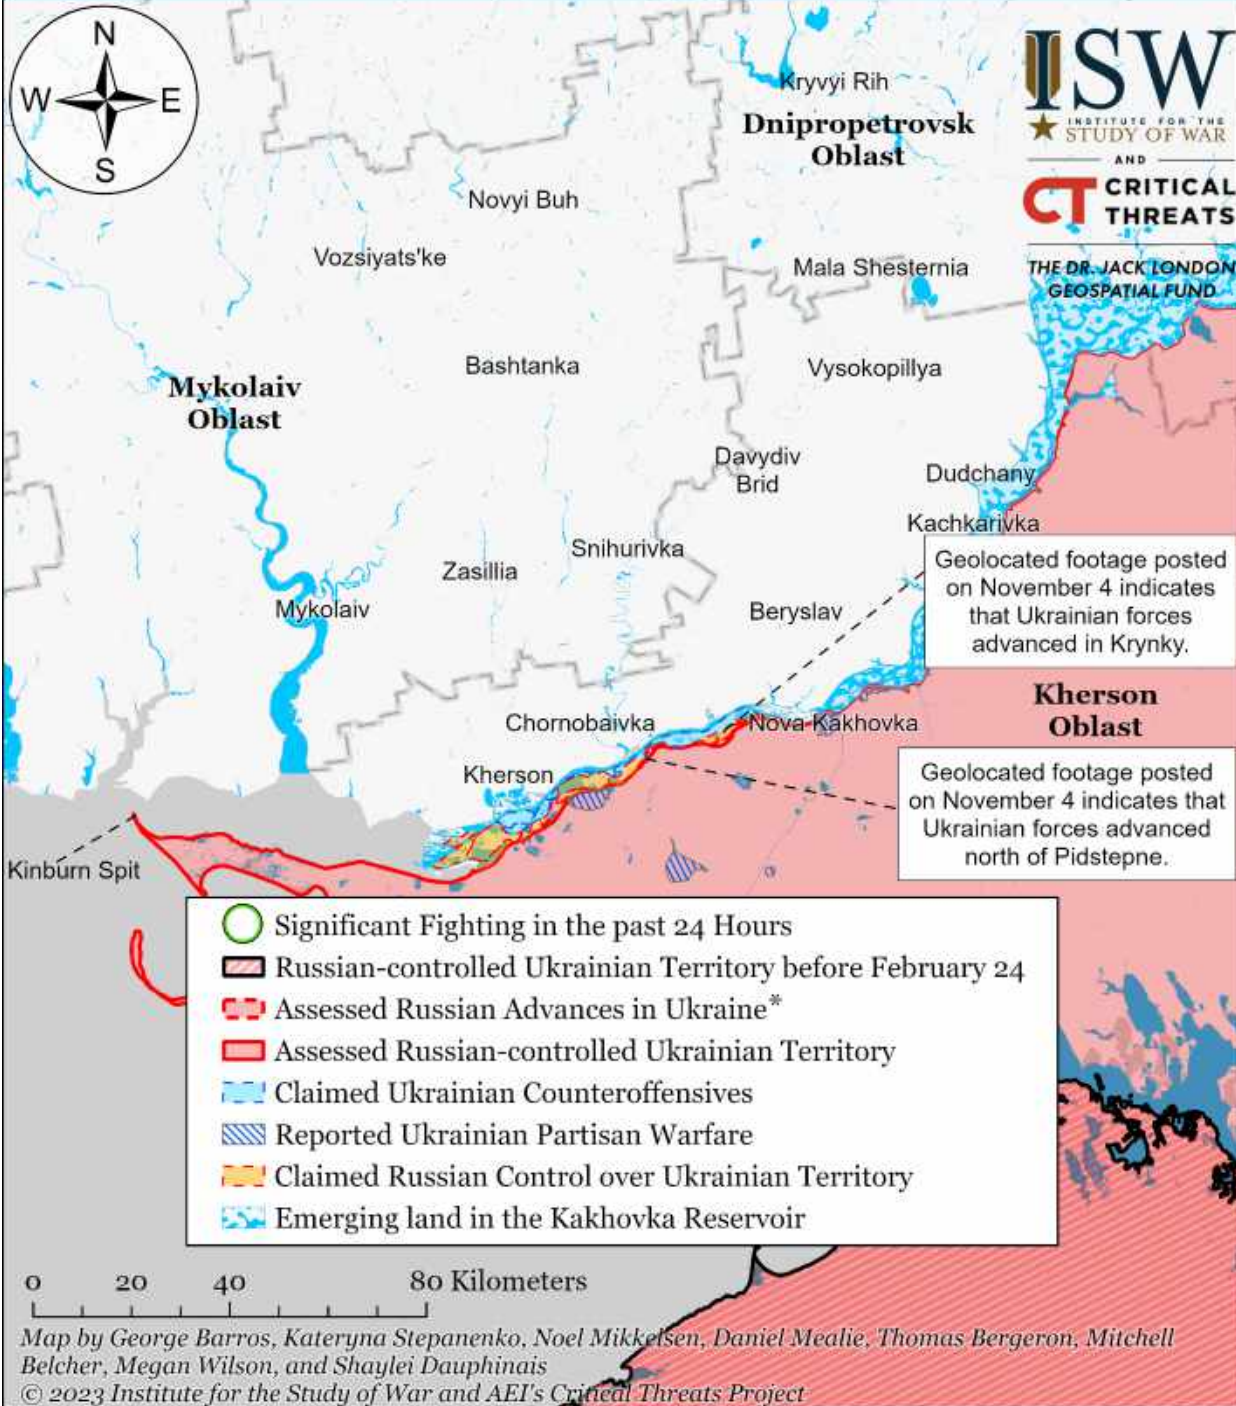 N
W
E
S
Kryvyi Rih
Dnipropetrovsk
Oblast
ISW
INSTITUTE FOR THE
STUDY OF WAR
AND
CT CRITICAL
THREATS
THE DR. JACK LONDON
GEOSPATIAL FUND
Novyi Buh
Vozsiyats'ke
Mala Shesternia
Bashtanka
Vysokopillya
Mykolaiv
Oblast
Davydiv
Brid
Dudchany
Kachkarivka
Snihurivka
Zasillia
Mykolaiv
Beryslav
Geolocated footage posted
on November 4 indicates
that Ukrainian forces
advanced in Krynky.
Kherson
Oblast
Chornobaivka
Nova Kakhovka
Kherson
Geolocated footage posted
on November 4 indicates that
Ukrainian forces advanced
north of Pidstepne.
Kinburn Spit
Significant Fighting in the past 24 Hours
Russian-controlled Ukrainian Territory before February 24
Assessed Russian Advances in Ukraine*
Assessed Russian-controlled Ukrainian Territory
Claimed Ukrainian Counteroffensives
Reported Ukrainian Partisan Warfare
Claimed Russian Control over Ukrainian Territory
Emerging land in the Kakhovka Reservoir
0 20 40 80 Kilometers
Map by George Barros, Kateryna Stepanenko, Noel Mikkelsen, Daniel Mealie, Thomas Bergeron, Mitchell
Belcher, Megan Wilson, and Shaylei Dauphinais
© 2023 Institute for the Study of War and AEI's Critical Threats Project